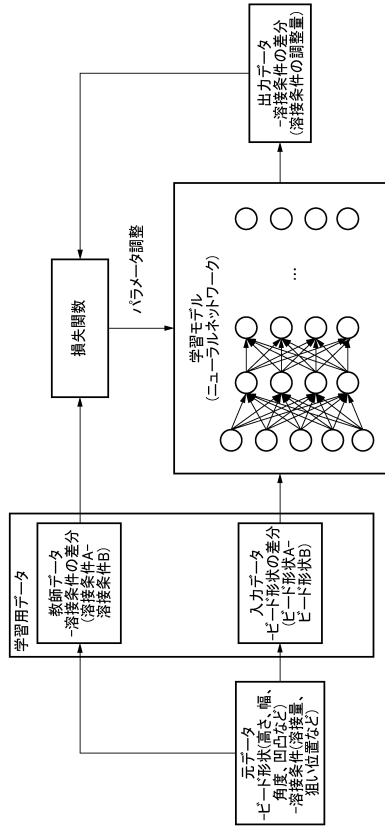 元データ
-ビード形状(高さ、幅、
角度、凹凸など)
-溶接条件(溶接量、
狙い位置など)
学習用データ
教師データ
-溶接条件の差分
(溶接条件A-
溶接条件B)
入力データ
-ビード形状の差分
(ビード形状A-
ビード形状B)
損失関数
パラメータ調整
学習モデル
(ニューラルネットワーク)
…
出力データ
-溶接条件の差分
(溶接条件の調整量)